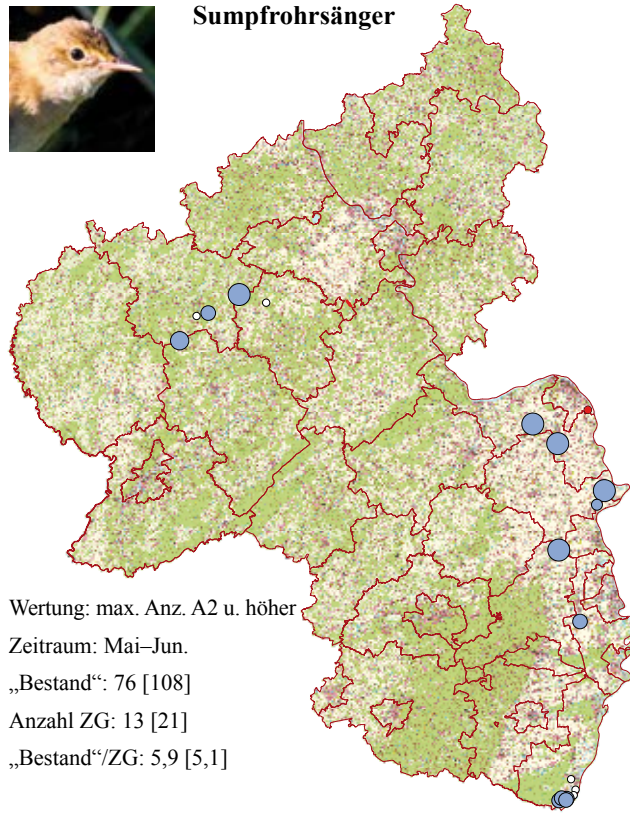 Sumpfrohrsänger
Wertung: max. Anz. A2 u. höher
Zeitraum: Mai–Jun.
„Bestand“: 76 [108]
Anzahl ZG: 13 [21]
„Bestand“/ZG: 5,9 [5,1]